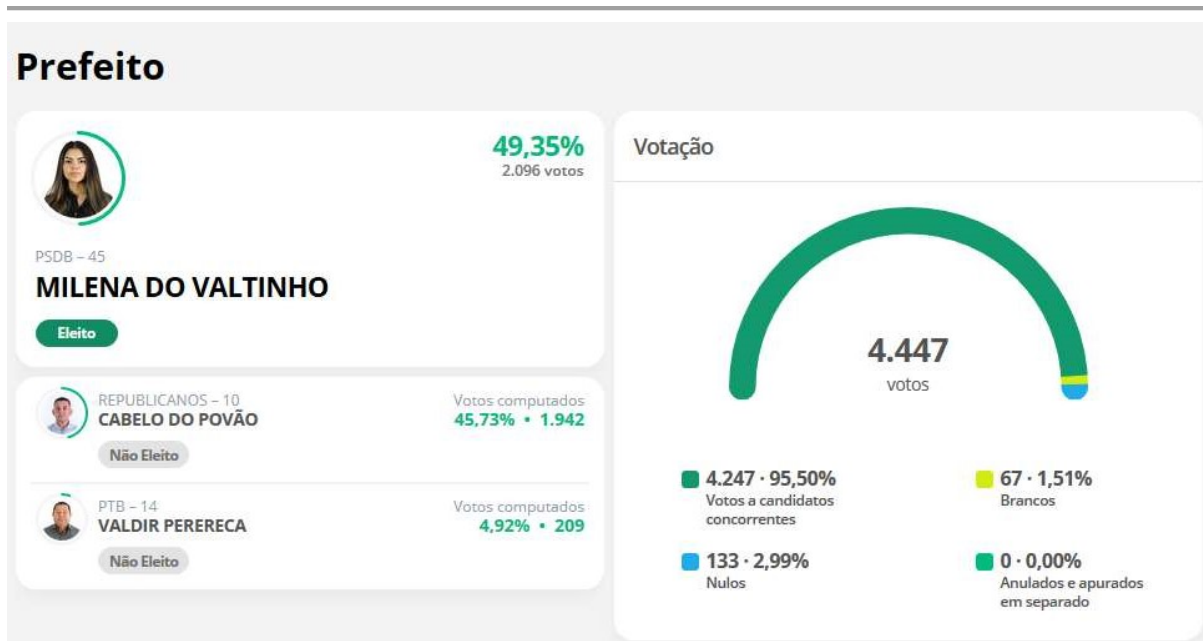 Prefeito
49,35%
2.096 votos
PSDB – 45
MILENA DO VALTINHO
Eleito
REPUBLICANOS – 10
CABELO DO POVÃO
Não Eleito
Votos computados
45,73% • 1.942
PTB – 14
VALDIR PERERECA
Não Eleito
Votos computados
4,92% • 209
Votação
4.447
votos
4.247 · 95,50%
Votos a candidatos
concorrentes
67 · 1,51%
Brancos
133 · 2,99%
Nulos
0 · 0,00%
Anulados e apurados
em separado